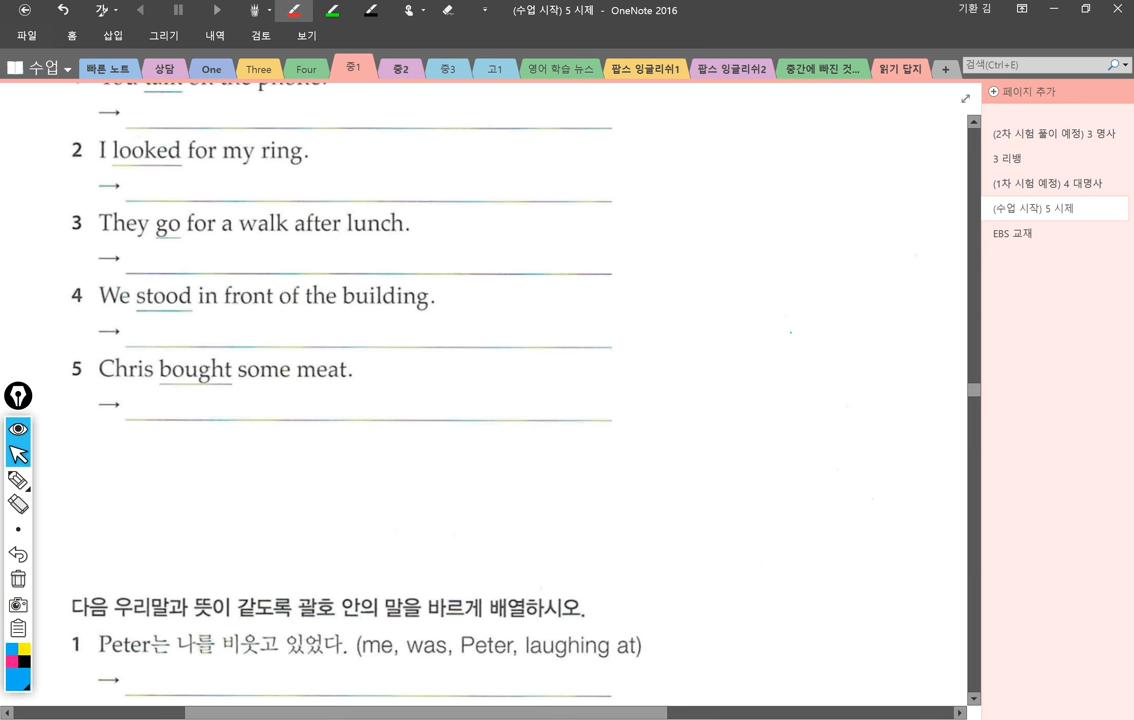 (수업 시작) 5 시제 - OneNote 2016
기환 김
파일 홈 삽입 그리기 내역 검토 보기
수업 빠른 노트 상담 One Three Four 중1 중2 중3 고1 영어 학습 뉴스 팝스 잉글리쉬1 팝스 잉글리쉬2 중간에 빠진 것... 읽기 답지 + 검색(Ctrl+E)
페이지 추가
(2차 시험 풀이 예정) 3 명사
3 리뱅
(1차 시험 예정) 4 대명사
(수업 시작) 5 시제
EBS 교재
on the phone.
→
2 I looked for my ring.
→
3 They go for a walk after lunch.
→
4 We stood in front of the building.
→
5 Chris bought some meat.
→
다음 우리말과 뜻이 같도록 괄호 안의 말을 바르게 배열하시오.
1 Peter는 나를 비웃고 있었다. (me, was, Peter, laughing at)
→